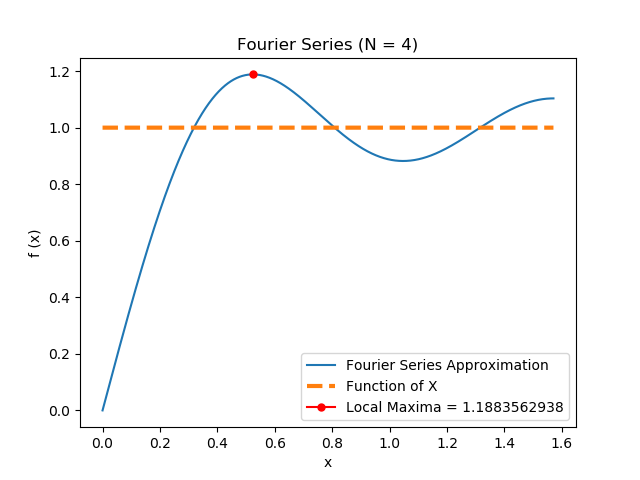 Fourier Series (N = 4)
f (x)
1.2
1.0
0.8
0.6
0.4
0.2
0.0
0.0 0.2 0.4 0.6 0.8 1.0 1.2 1.4 1.6
x
Fourier Series Approximation
Function of X
Local Maxima = 1.1883562938